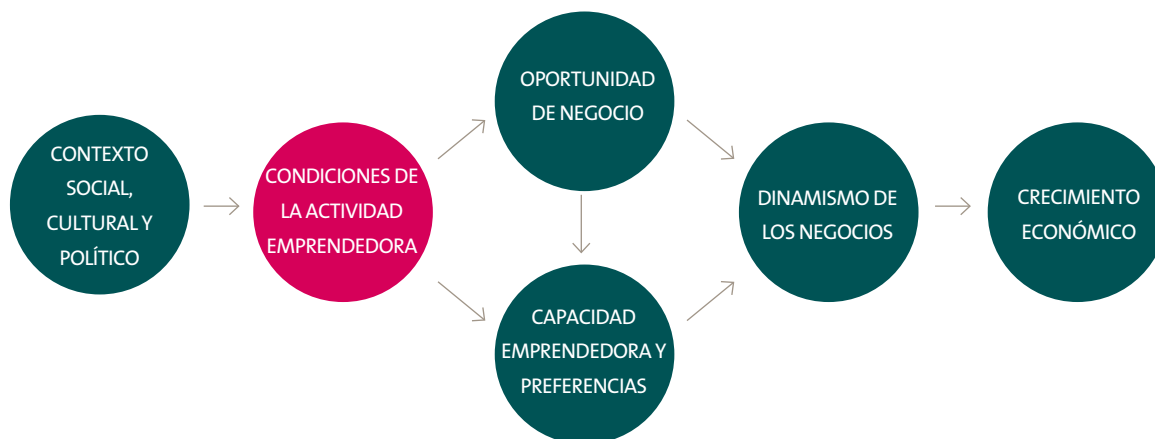 CONTEXTO
SOCIAL,
CULTURAL Y
POLÍTICO
CONDICIONES DE
LA ACTIVIDAD
EMPRENDEDORA
OPORTUNIDAD
DE NEGOCIO
CAPACIDAD
EMPRENDEDORA Y
PREFERENCIAS
DINAMISMO DE
LOS NEGOCIOS
CRECIMIENTO
ECONÓMICO